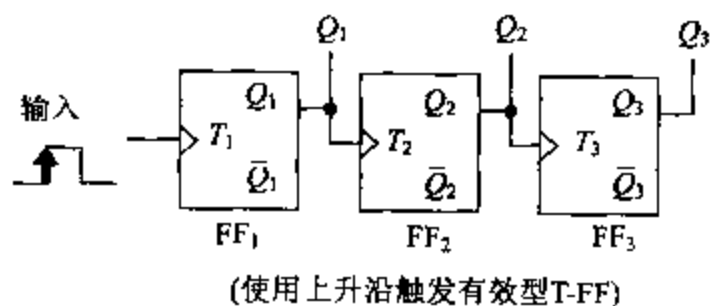 Q₁ Q₂ Q₃
输入
T₁ Q₁ Q̄₁
T₂ Q₂ Q̄₂
T₃ Q₃ Q̄₃
FF₁ FF₂ FF₃
(使用上升沿触发有效型T-FF)